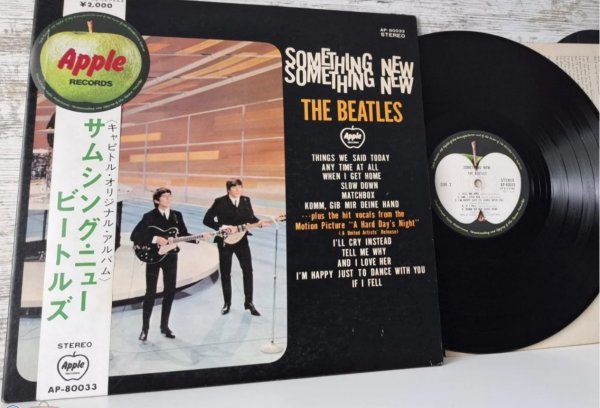 ¥2,000
Apple
RECORDS
〈キャピトル・オリジナル・アルバム〉
サムシング・ニュー
ビートルズ
STEREO
Apple
AP-80033
AP-80033
STEREO
SOMETHING NEW
SOMETHING NEW
THE BEATLES
Apple
THINGS WE SAID TODAY
ANY TIME AT ALL
WHEN I GET HOME
SLOW DOWN
MATCHBOX
KOMM, GIB MIR DEINE HAND
...plus the hit vocals from the
Motion Picture "A Hard Day's Night"
(A United Artists' Release)
I'LL CRY INSTEAD
TELL ME WHY
AND I LOVE HER
I'M HAPPY JUST TO DANCE WITH YOU
IF I FELL
SOMETHING NEW
THE BEATLES
STEREO
AP-80033